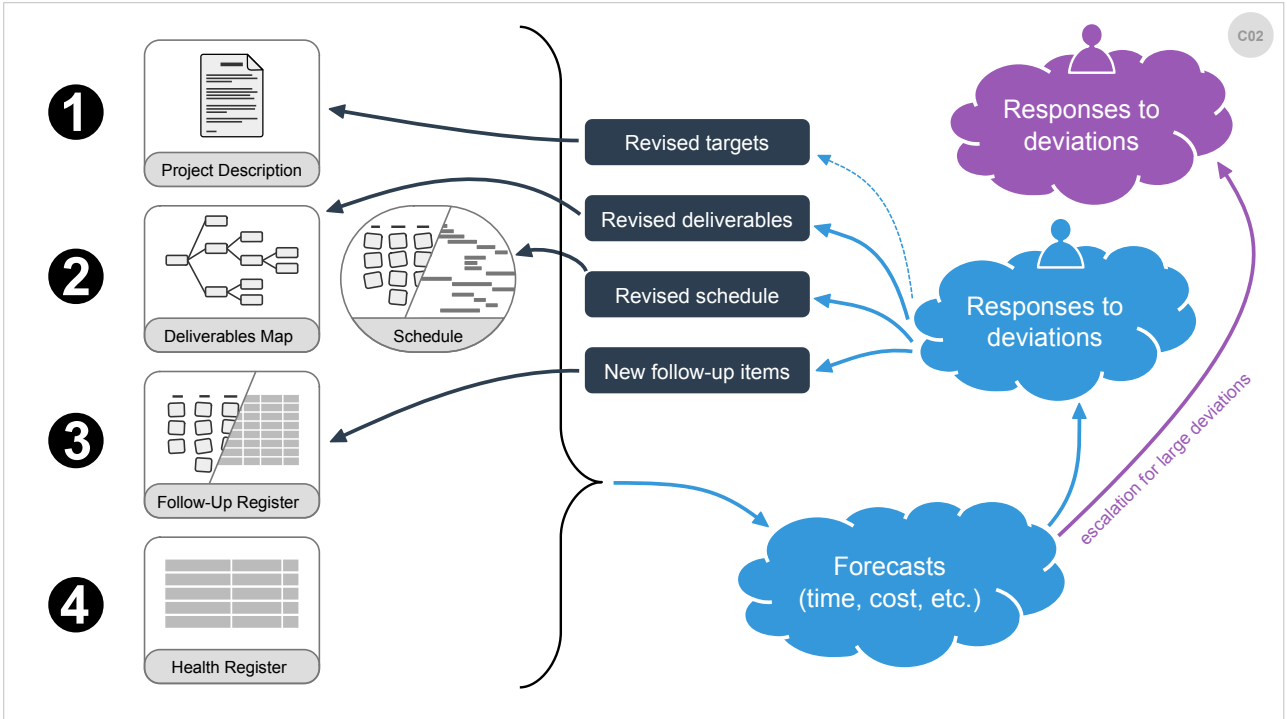 C02
1
Project Description
2
Deliverables Map
Schedule
3
Follow-Up Register
4
Health Register
Revised targets
Revised deliverables
Revised schedule
New follow-up items
Responses to
deviations
Responses to
deviations
escalation for large deviations
Forecasts
(time, cost, etc.)